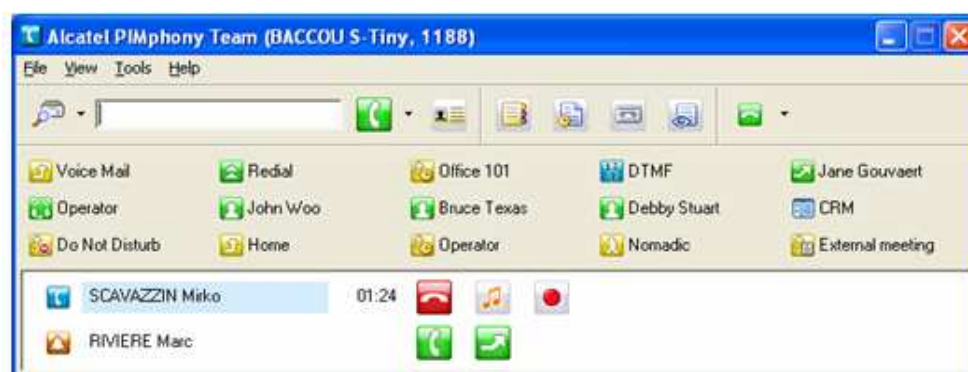 Alcatel PIMphony Team (BACCOU S-Tiny, 1188)
File View Tools Help
Voice Mail Redial Office 101 DTMF Jane Gouvaert
Operator John Woo Bruce Texas Debby Stuart CRM
Do Not Disturb Home Operator Nomadic External meeting
SCAVAZZIN Mirko 01:24
RIVIERE Marc